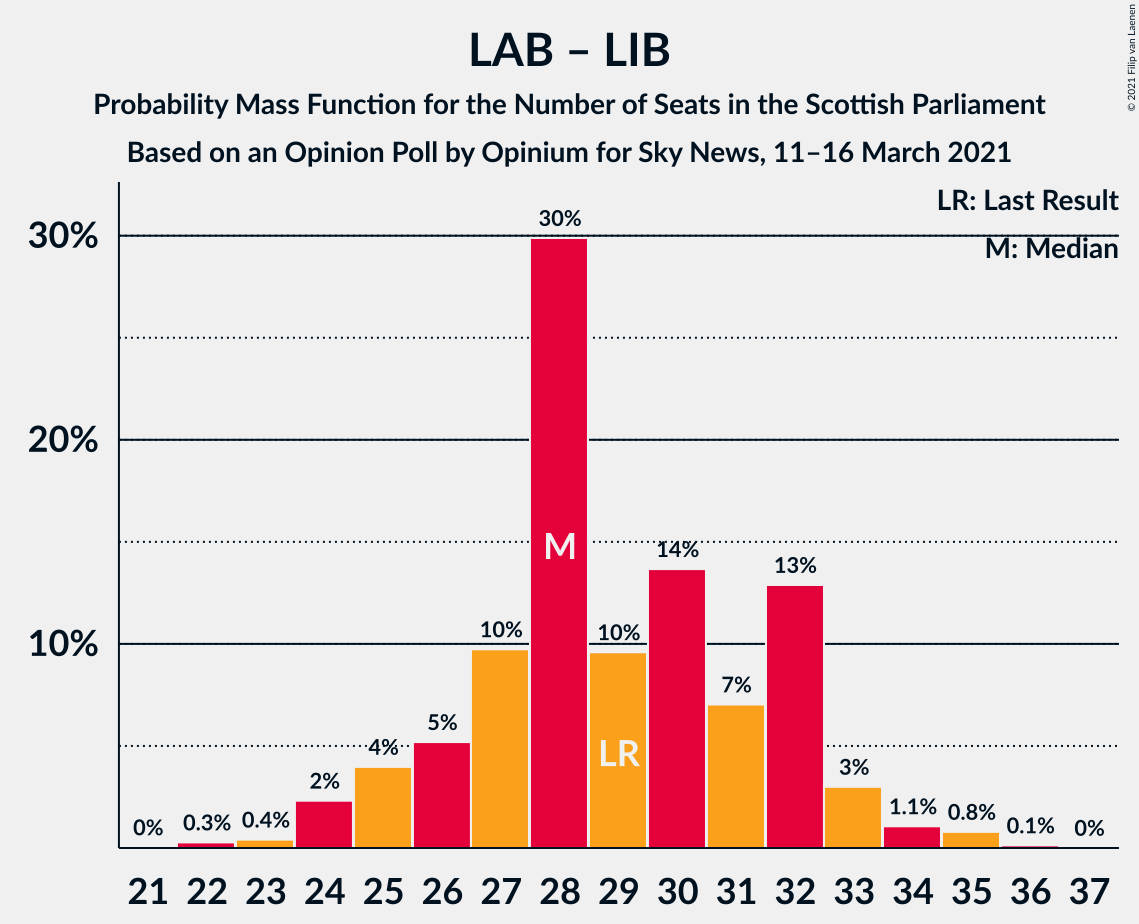 LAB – LIB
Probability Mass Function for the Number of Seats in the Scottish Parliament
Based on an Opinion Poll by Opinium for Sky News, 11–16 March 2021
© 2021 Filip van Laenen
LR: Last Result
M: Median
30%
20%
10%
0%
0.3%
0.4%
2%
4%
5%
10%
30%
10%
14%
7%
13%
3%
1.1%
0.8%
0.1%
0%
M
LR
21 22 23 24 25 26 27 28 29 30 31 32 33 34 35 36 37